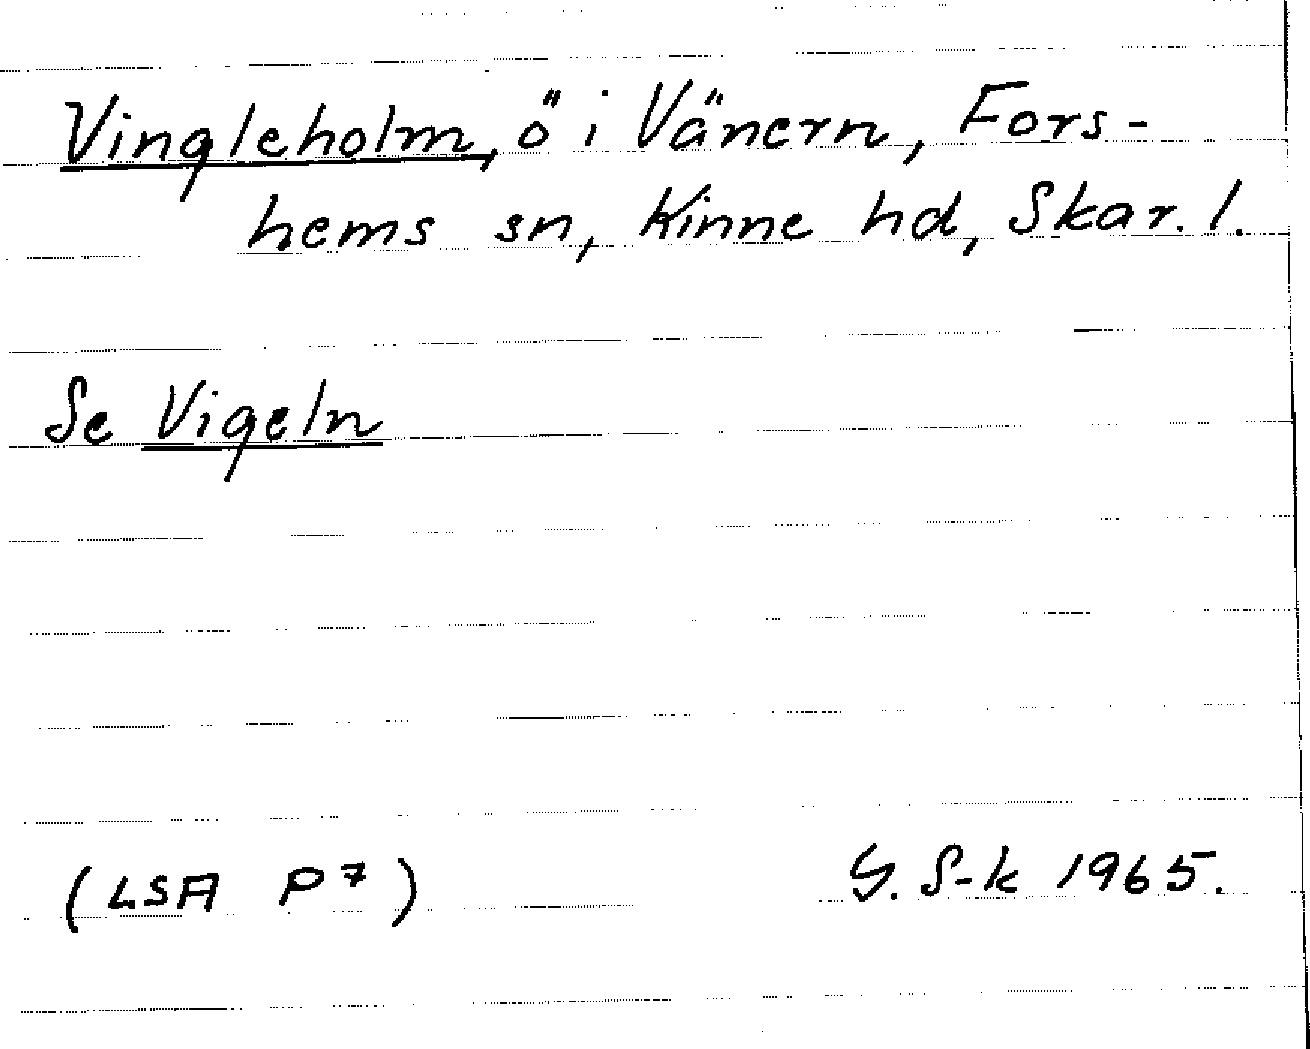 Vingleholm, ö i Vänern, Fors-
hems sn, Kinne hd, Skar. l.
Se Vigeln
(LSA P7) G. S-k 1965.